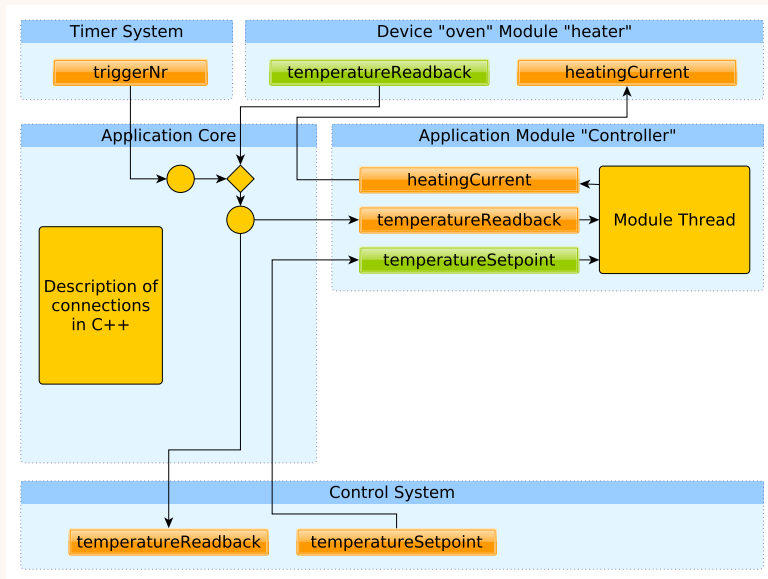 Timer System
triggerNr
Device "oven" Module "heater"
temperatureReadback
heatingCurrent
Application Core
Description of
connections
in C++
Application Module "Controller"
heatingCurrent
temperatureReadback
temperatureSetpoint
Module Thread
Control System
temperatureReadback
temperatureSetpoint